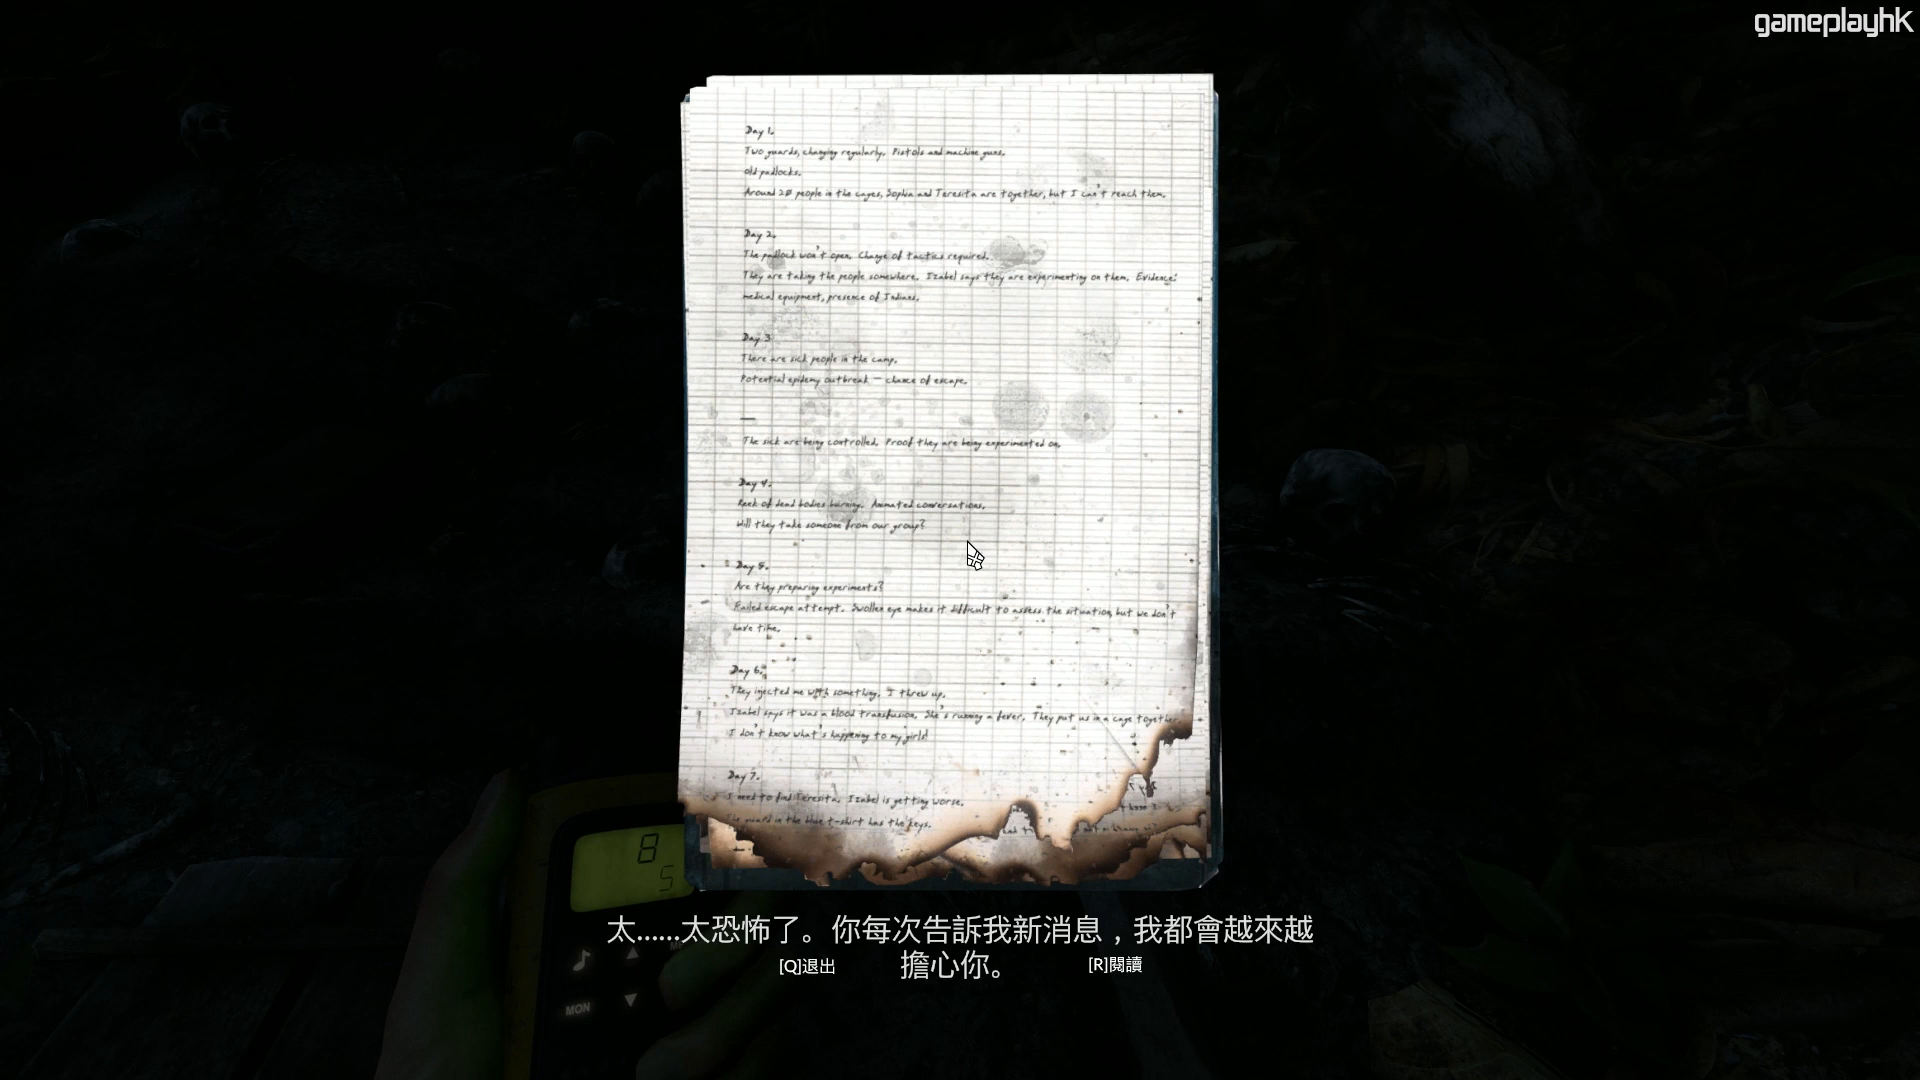 gameplayhk
Day 1.
Two guards, changing regularly. Pistols and machine guns.
old padlocks.
Around 20 people in the cages, Sophia and Teresita are together, but I can't reach them.
Day 2.
The padlock won't open. Change of tactics required.
They are taking the people somewhere. Izabel says they are experimenting on them. Evidence:
medical equipment, presence of Indians.
Day 3
There are sick people in the camp.
Potential epidemy outbreak — chance of escape.
—
The sick are being controlled. Proof they are being experimented on.
Day 4.
Reek of dead bodies burning. Animated conversations.
Will they take someone from our group?
Day 5.
Are they preparing experiments?
Failed escape attempt. Swollen eye makes it difficult to assess the situation, but we don't
have time.
Day 6.
They injected me with something. I threw up.
Izabel says it was a blood transfusion. She's running a fever. They put us in a cage together.
I don't know what's happening to my girls!
Day 7.
I need to find Teresita. Izabel is getting worse.
The guard in the blue t-shirt has the keys.
8
5
MON
太……太恐怖了。你每次告訴我新消息，我都會越來越
擔心你。
[Q]退出
[R]閱讀